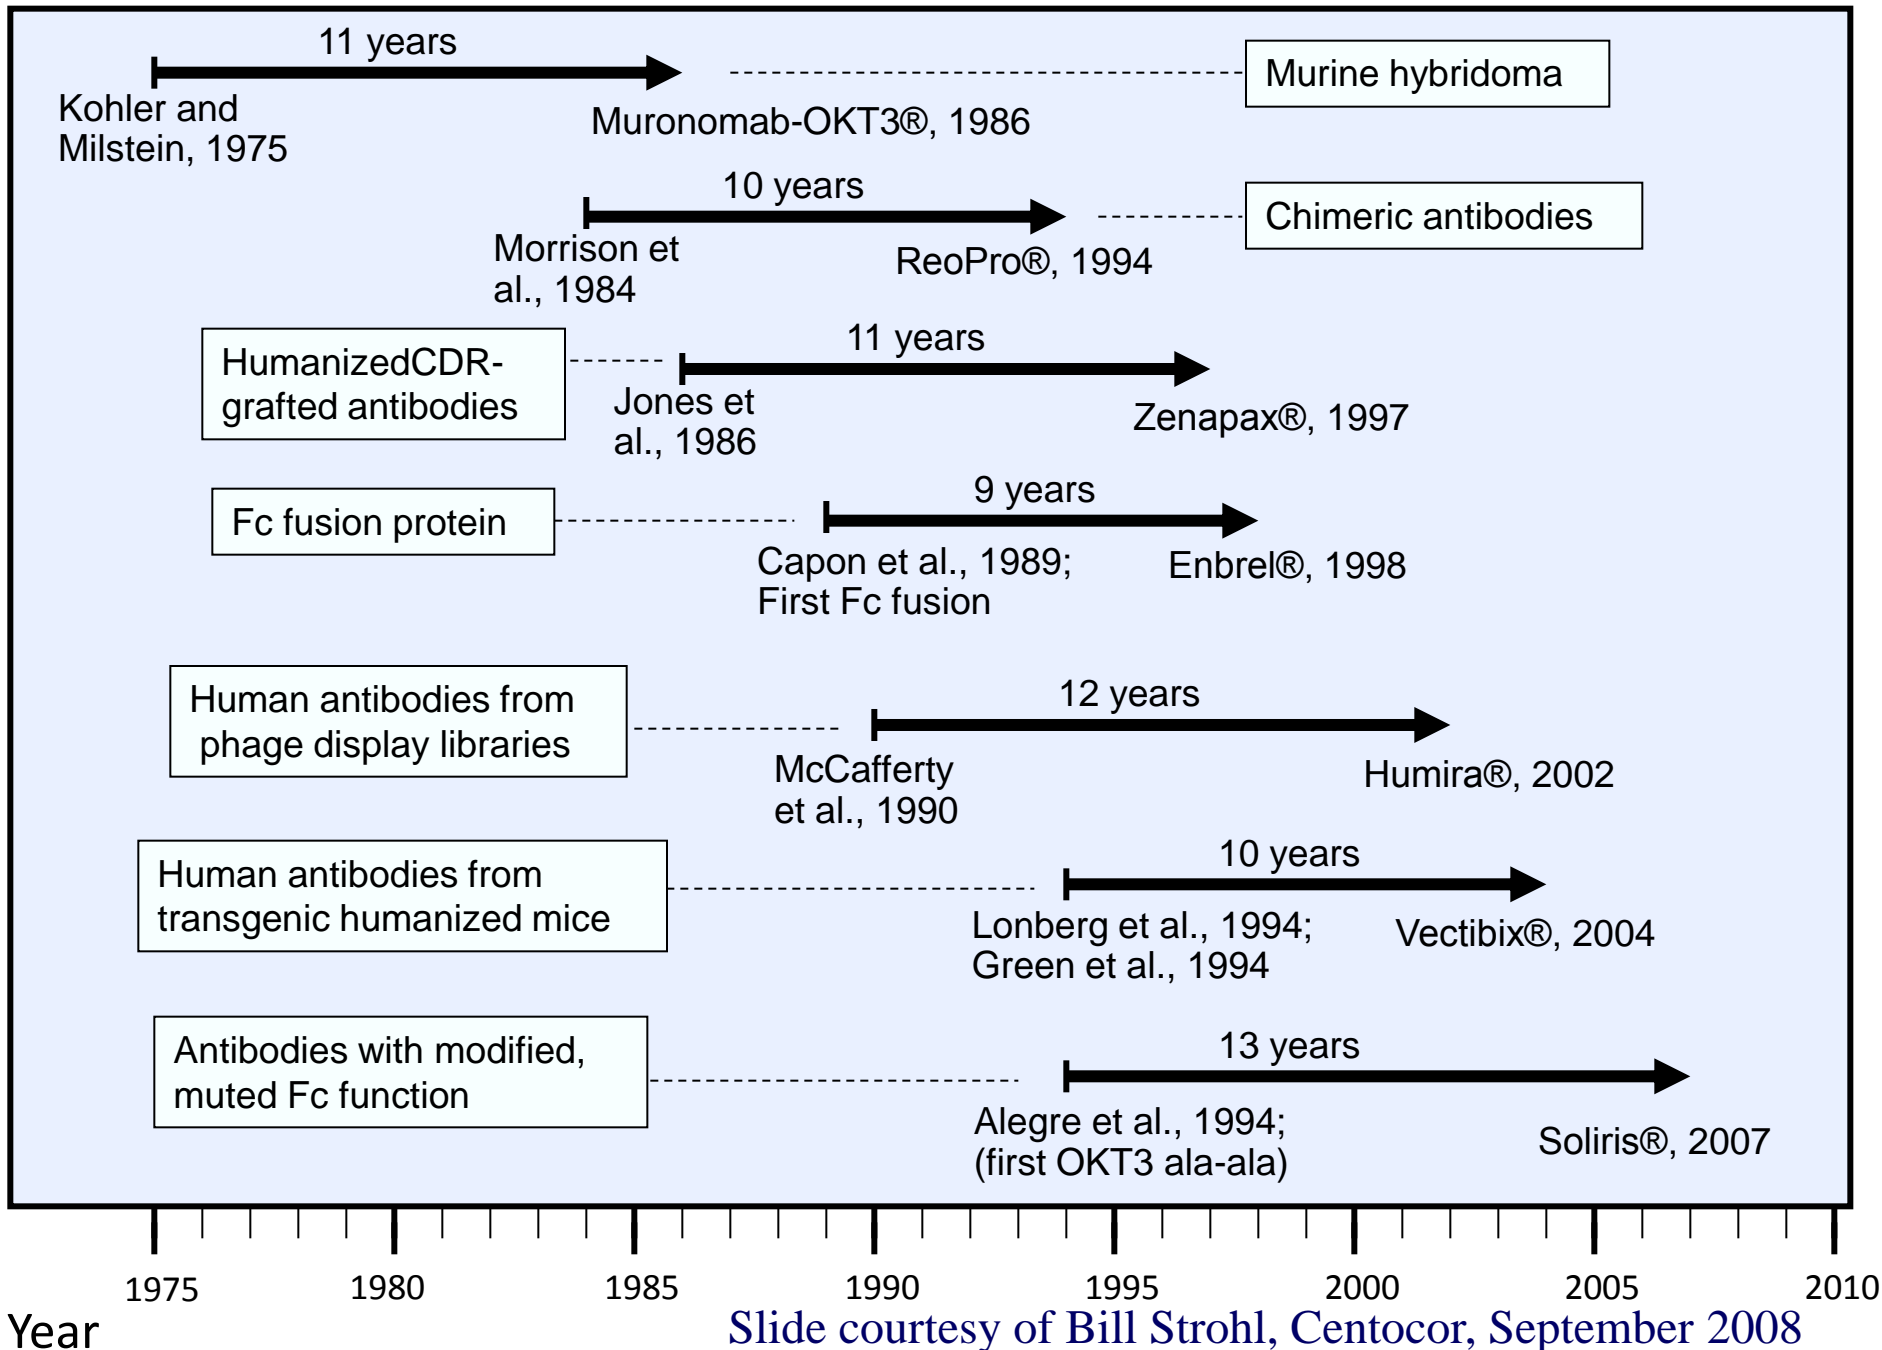 11 years
Murine hybridoma
Kohler and
Milstein, 1975
Muronomab-OKT3®, 1986
10 years
Chimeric antibodies
Morrison et
al., 1984
ReoPro®, 1994
11 years
HumanizedCDR-
grafted antibodies
Jones et
al., 1986
Zenapax®, 1997
9 years
Fc fusion protein
Capon et al., 1989;
First Fc fusion
Enbrel®, 1998
12 years
Human antibodies from
phage display libraries
McCafferty
et al., 1990
Humira®, 2002
10 years
Human antibodies from
transgenic humanized mice
Lonberg et al., 1994;
Green et al., 1994
Vectibix®, 2004
13 years
Antibodies with modified,
muted Fc function
Alegre et al., 1994;
(first OKT3 ala-ala)
Soliris®, 2007
1975 1980 1985 1990 1995 2000 2005 2010
Year
Slide courtesy of Bill Strohl, Centocor, September 2008